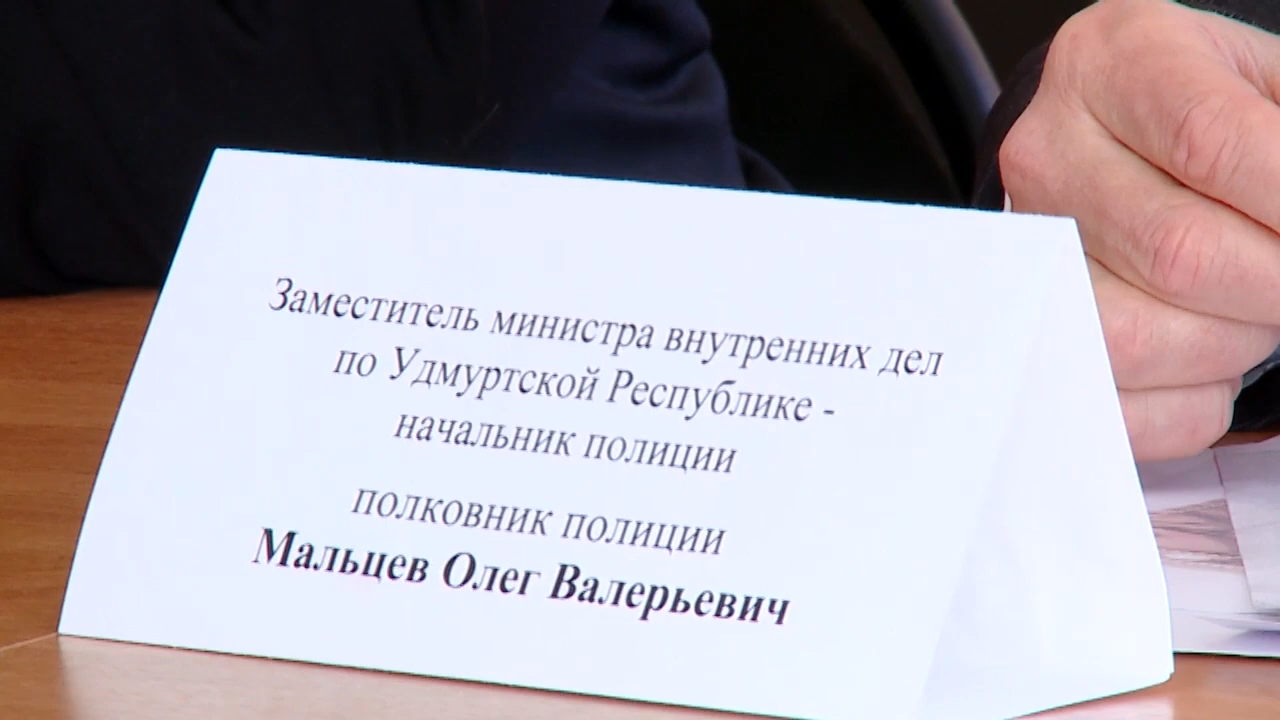 Заместитель министра внутренних дел
по Удмуртской Республике -
начальник полиции
полковник полиции
Мальцев Олег Валерьевич